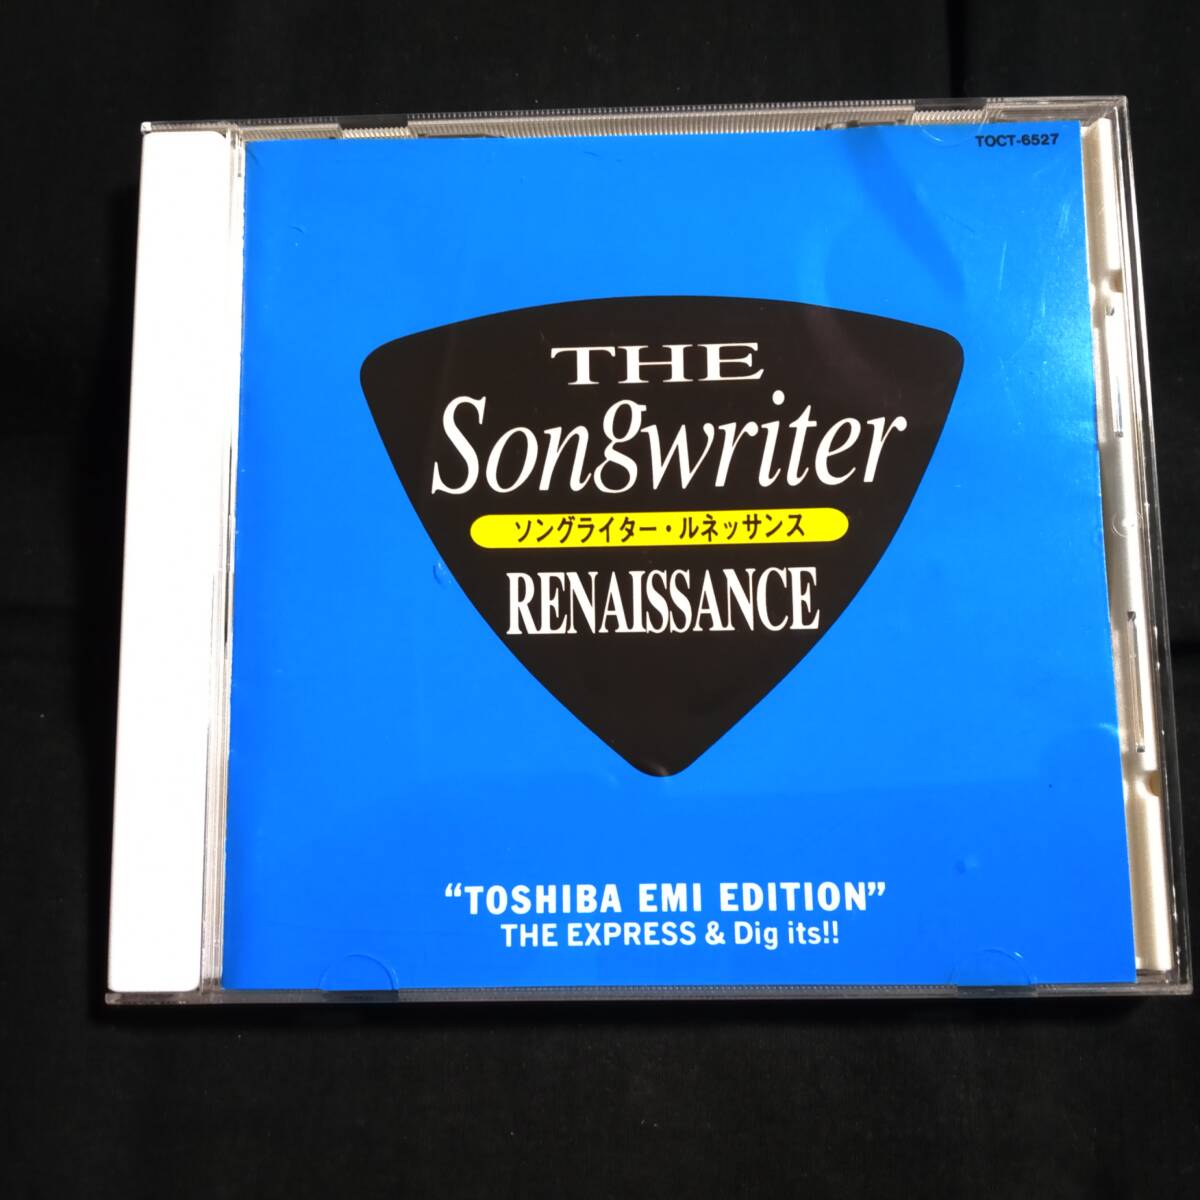 TOCT-6527
THE
Songwriter
ソングライター・ルネッサンス
RENAISSANCE
“TOSHIBA EMI EDITION”
THE EXPRESS & Dig its!!